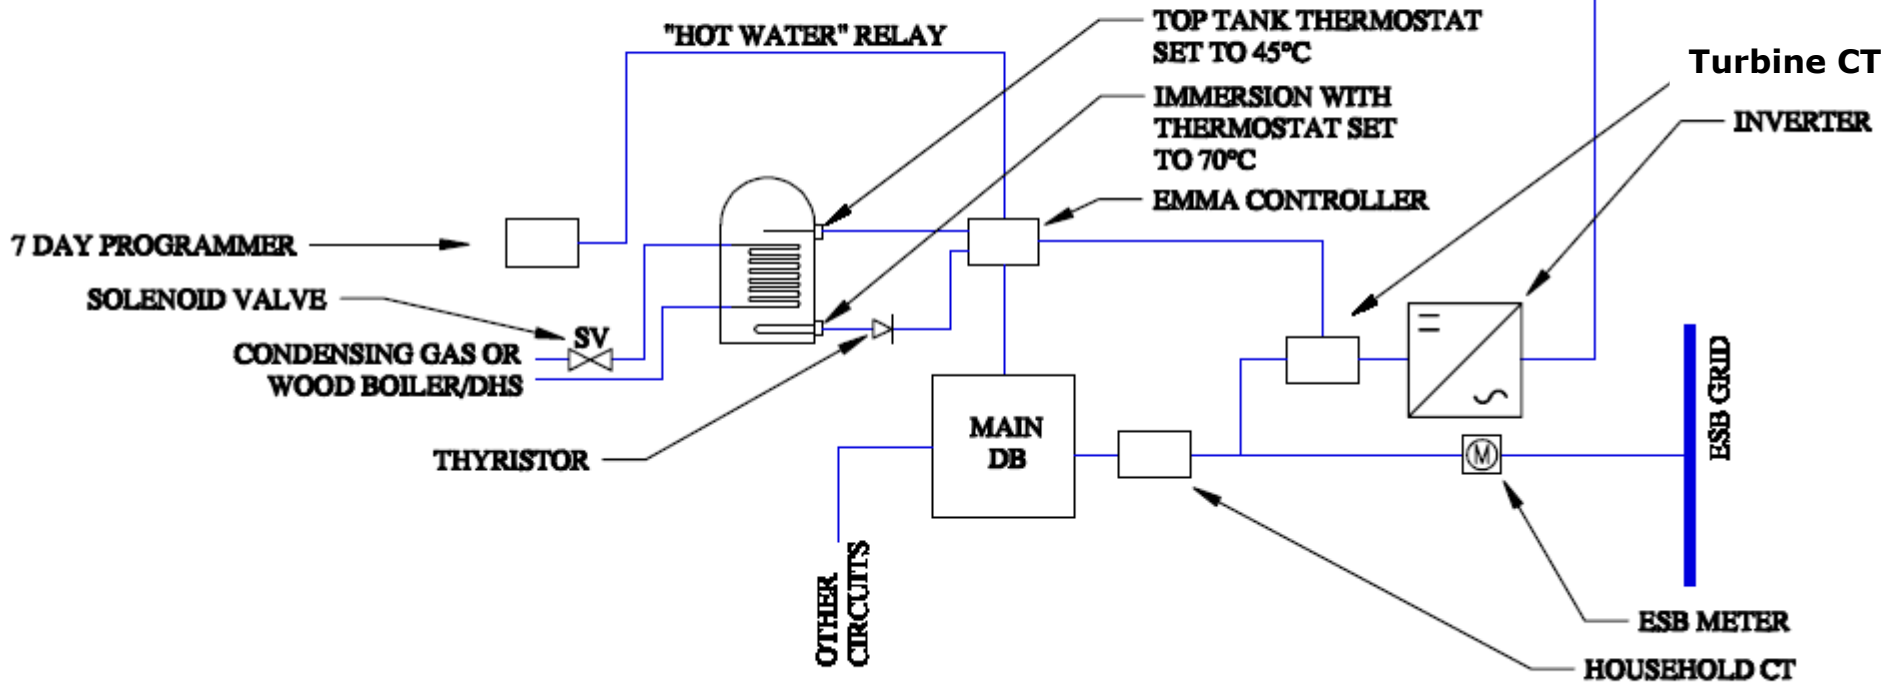 "HOT WATER" RELAY
TOP TANK THERMOSTAT
SET TO 45°C
Turbine CT
IMMERSION WITH
THERMOSTAT SET
TO 70°C
INVERTER
EMMA CONTROLLER
7 DAY PROGRAMMER
SOLENOID VALVE
SV
CONDENSING GAS OR
WOOD BOILER/DHS
THYRISTOR
MAIN
DB
M
ESB GRID
OTHER
CIRCUITS
ESB METER
HOUSEHOLD CT